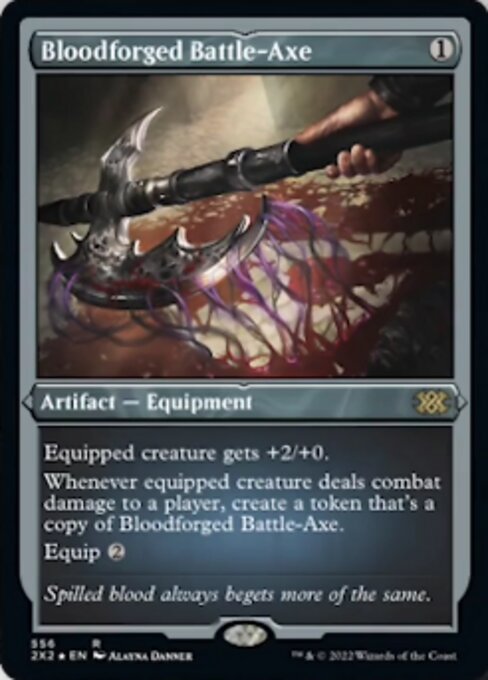 Bloodforged Battle-Axe 1
Artifact — Equipment
Equipped creature gets +2/+0.
Whenever equipped creature deals combat
damage to a player, create a token that's a
copy of Bloodforged Battle-Axe.
Equip 2
Spilled blood always begets more of the same.
556 R
2X2 ★ EN Alayna Danner
™ & © 2022 Wizards of the Coast